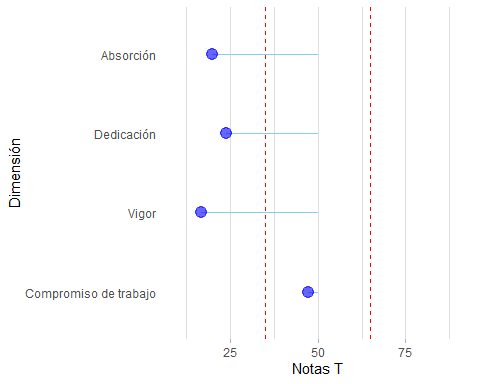 Absorción
Dedicación
Vigor
Compromiso de trabajo
Dimensión
25 50 75
Notas T